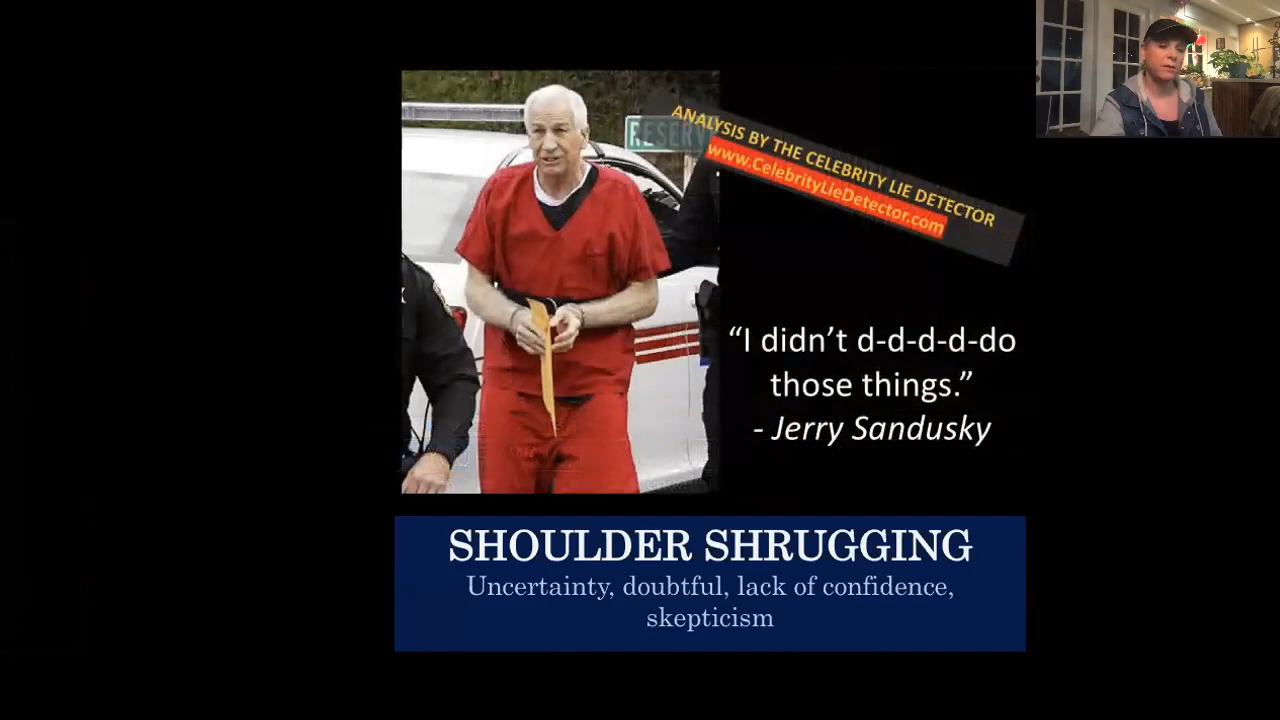 RESERV
ANALYSIS BY THE CELEBRITY LIE DETECTOR
www.CelebrityLieDetector.com
“I didn’t d-d-d-d-do
those things.”
- Jerry Sandusky
SHOULDER SHRUGGING
Uncertainty, doubtful, lack of confidence,
skepticism